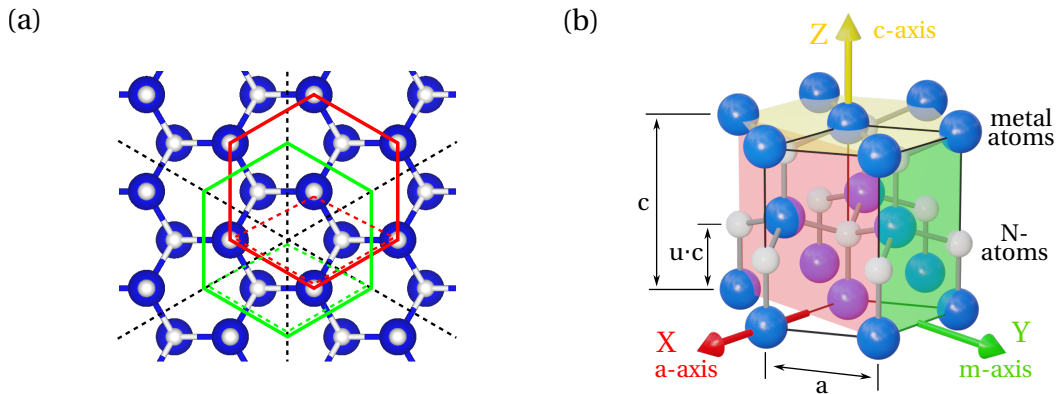 (a)
(b)
Z
c-axis
metal
atoms
c
u·c
N-
atoms
X
a-axis
Y
m-axis
a